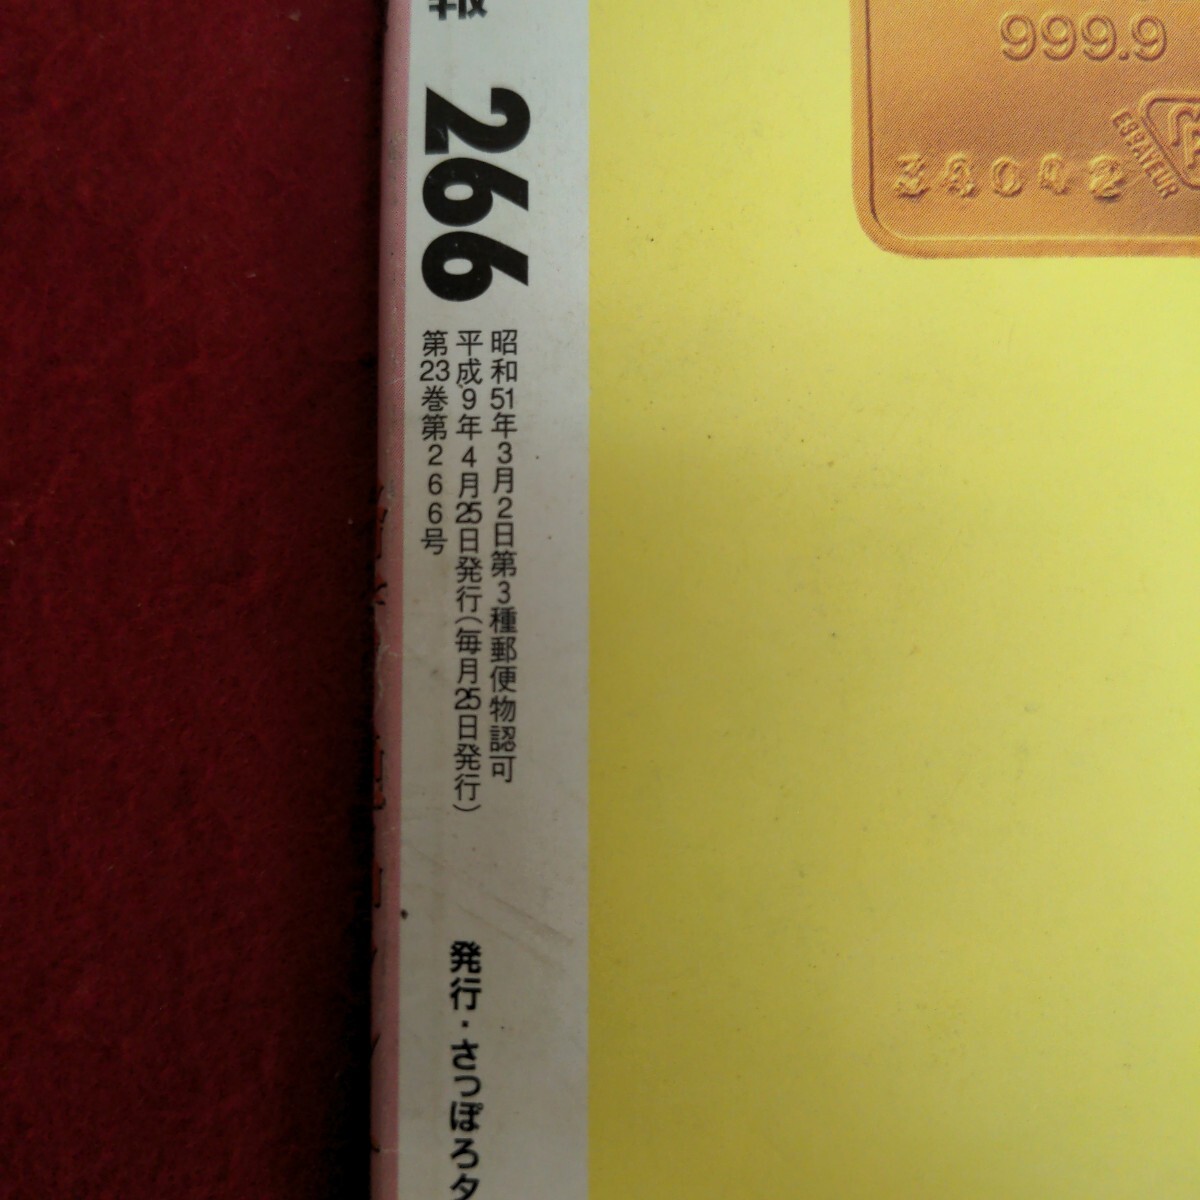 報 266
昭和51年3月2日第3種郵便物認可
平成9年4月25日発行(毎月25日発行)
第23巻第266号
発行・さっぽろタ
999.9
ESSAYEUR